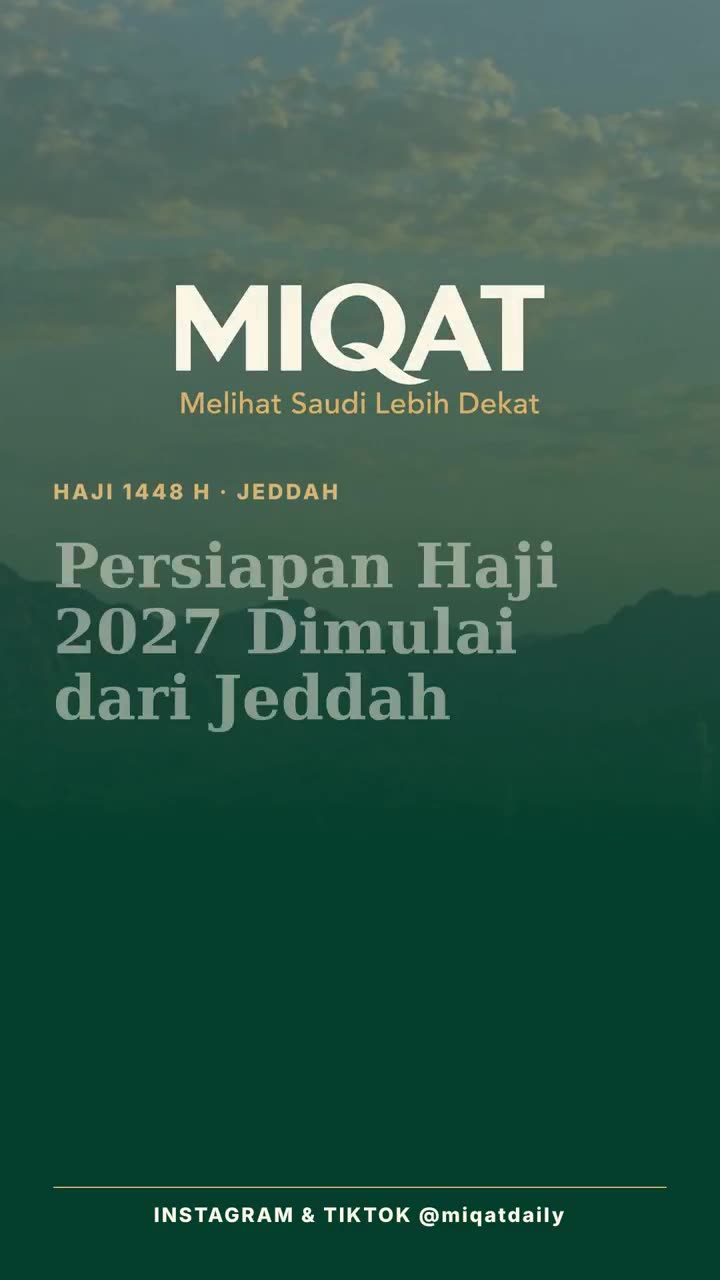 MIQAT
Melihat Saudi Lebih Dekat
HAJI 1448 H · JEDDAH
Persiapan Haji
2027 Dimulai
dari Jeddah
INSTAGRAM & TIKTOK @miqatdaily